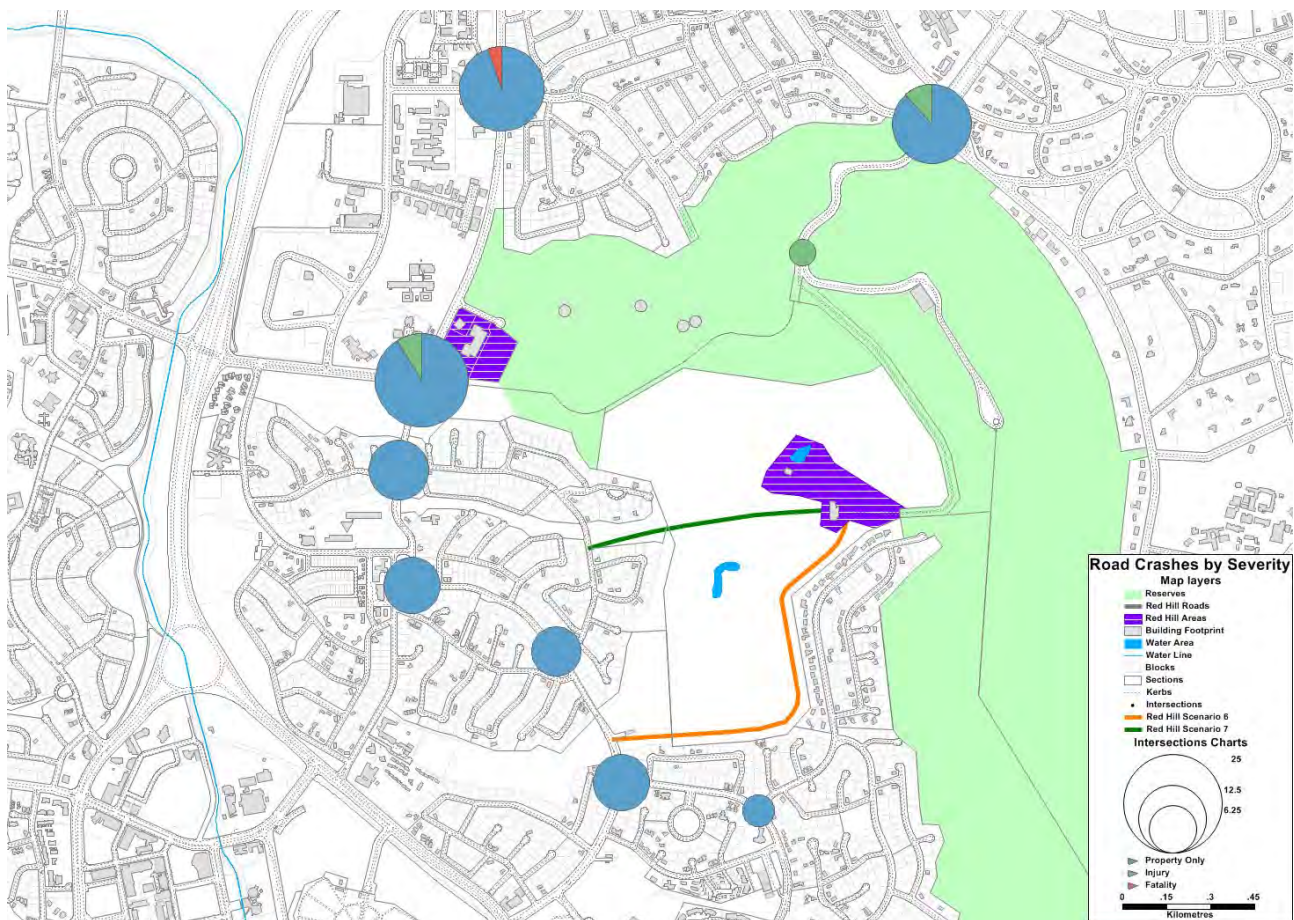 Road Crashes by Severity
Map layers
Reserves
Red Hill Roads
Red Hill Areas
Building Footprint
Water Area
Water Line
Blocks
Sections
Kerbs
Intersections
Red Hill Scenario 6
Red Hill Scenario 7
Intersections Charts
25
12.5
6.25
Property Only
Injury
Fatality
0 .15 .3 .45
Kilometres